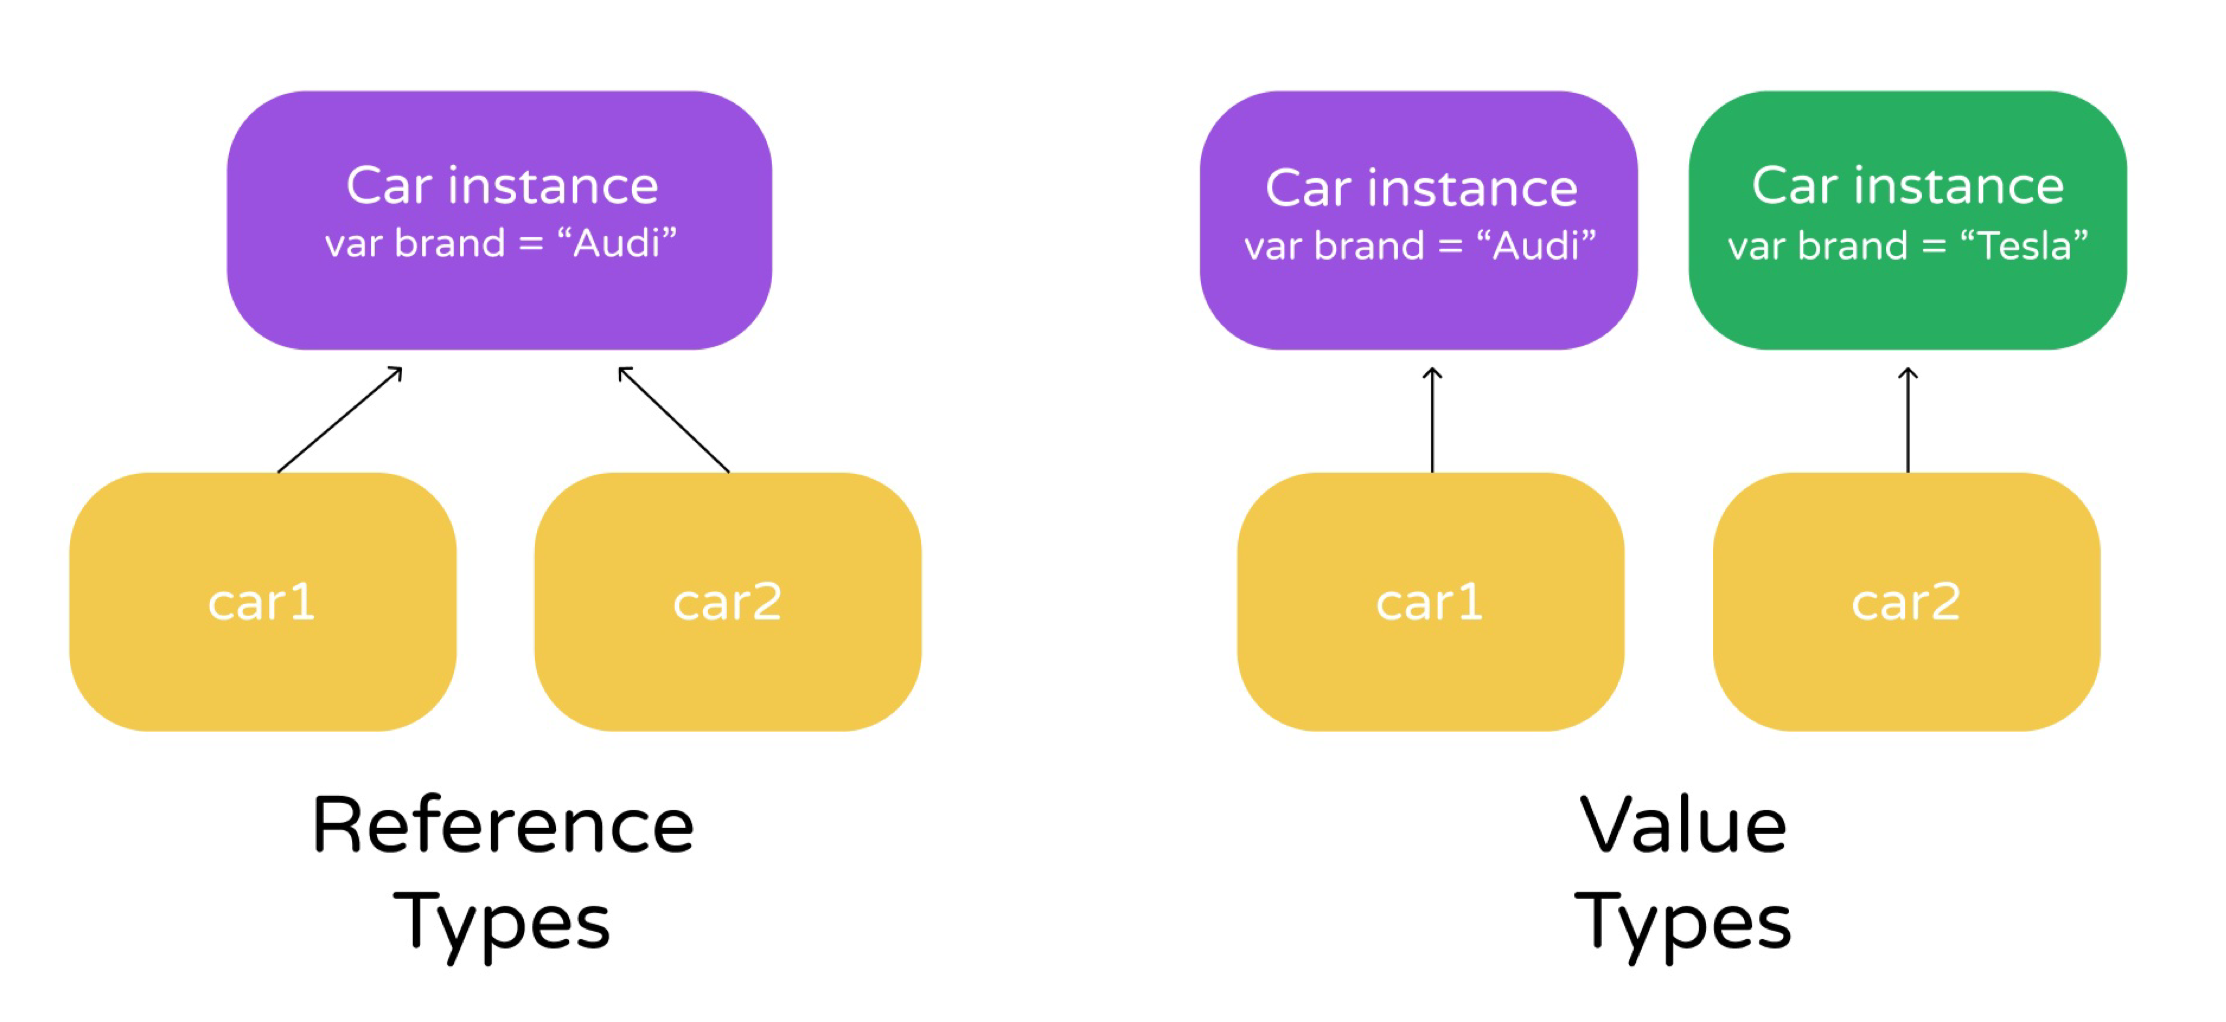 Car instance
var brand = “Audi”
car1
car2
Reference
Types
Car instance
var brand = “Audi”
Car instance
var brand = “Tesla”
car1
car2
Value
Types